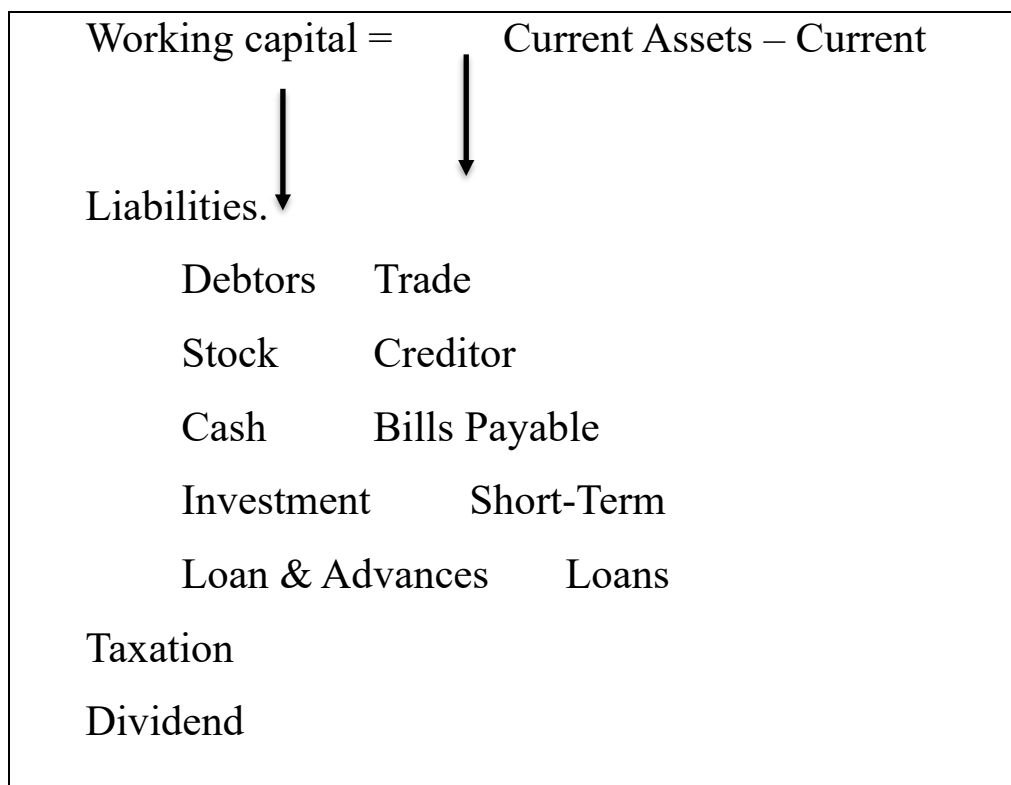 Working capital = Current Assets – Current
Liabilities.
Debtors Trade
Stock Creditor
Cash Bills Payable
Investment Short-Term
Loan & Advances Loans
Taxation
Dividend